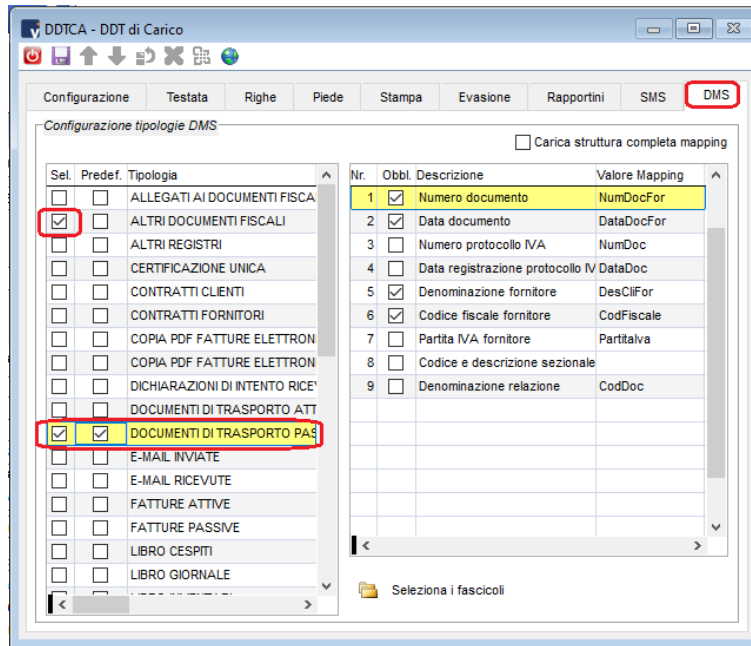 DDTCA - DDT di Carico
Configurazione Testata Righe Piede Stampa Evasione Rapportini SMS DMS
Configurazione tipologie DMS
Carica struttura completa mapping
Sel. Predef. Tipologia
ALLEGATI AI DOCUMENTI FISCA
ALTRI DOCUMENTI FISCALI
ALTRI REGISTRI
CERTIFICAZIONE UNICA
CONTRATTI CLIENTI
CONTRATTI FORNITORI
COPIA PDF FATTURE ELETTRON
COPIA PDF FATTURE ELETTRON
DICHIARAZIONI DI INTENTO RICE
DOCUMENTI DI TRASPORTO ATT
DOCUMENTI DI TRASPORTO PAS
E-MAIL INVIATE
E-MAIL RICEVUTE
FATTURE ATTIVE
FATTURE PASSIVE
LIBRO CESPITI
LIBRO GIORNALE
Nr. Obbl. Descrizione Valore Mapping
1 Numero documento NumDocFor
2 Data documento DataDocFor
3 Numero protocollo IVA NumDoc
4 Data registrazione protocollo IV DataDoc
5 Denominazione fornitore DesCliFor
6 Codice fiscale fornitore CodFiscale
7 Partita IVA fornitore PartitaIva
8 Codice e descrizione sezionale
9 Denominazione relazione CodDoc
Seleziona i fascicoli